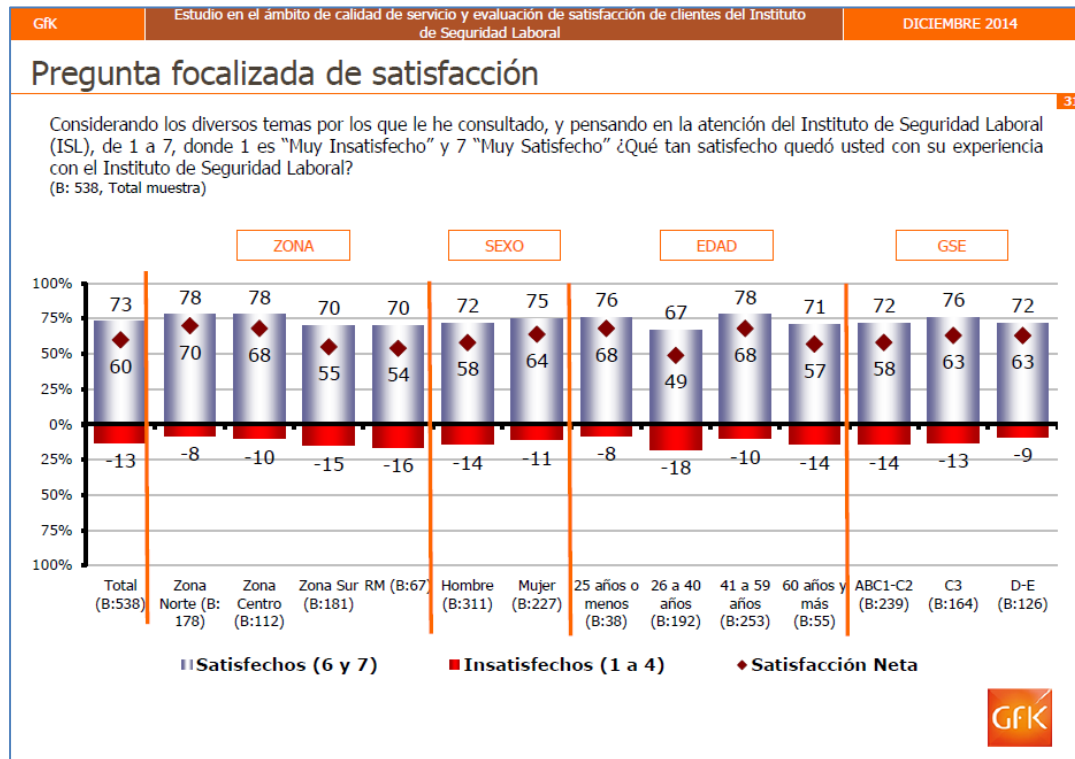 GfK
Estudio en el ámbito de calidad de servicio y evaluación de satisfacción de clientes del Instituto
de Seguridad Laboral
DICIEMBRE 2014
Pregunta focalizada de satisfacción
31
Considerando los diversos temas por los que le he consultado, y pensando en la atención del Instituto de Seguridad Laboral
(ISL), de 1 a 7, donde 1 es “Muy Insatisfecho” y 7 “Muy Satisfecho” ¿Qué tan satisfecho quedó usted con su experiencia
con el Instituto de Seguridad Laboral?
(B: 538, Total muestra)
ZONA SEXO EDAD GSE
100%
75%
50%
25%
0%
25%
50%
75%
100%
73 78 78 70 70 72 75 76 67 78 71 72 76 72
60 70 68 55 54 58 64 68 49 68 57 58 63 63
-13 -8 -10 -15 -16 -14 -11 -8 -18 -10 -14 -14 -13 -9
Total
(B:538)
Zona
Norte (B:
178)
Zona
Centro
(B:112)
Zona Sur
(B:181)
RM (B:67)
Hombre
(B:311)
Mujer
(B:227)
25 años o
menos
(B:38)
26 a 40
años
(B:192)
41 a 59
años
(B:253)
60 años y
más
(B:55)
ABC1-C2
(B:239)
C3
(B:164)
D-E
(B:126)
Satisfechos (6 y 7) Insatisfechos (1 a 4) Satisfacción Neta
GfK